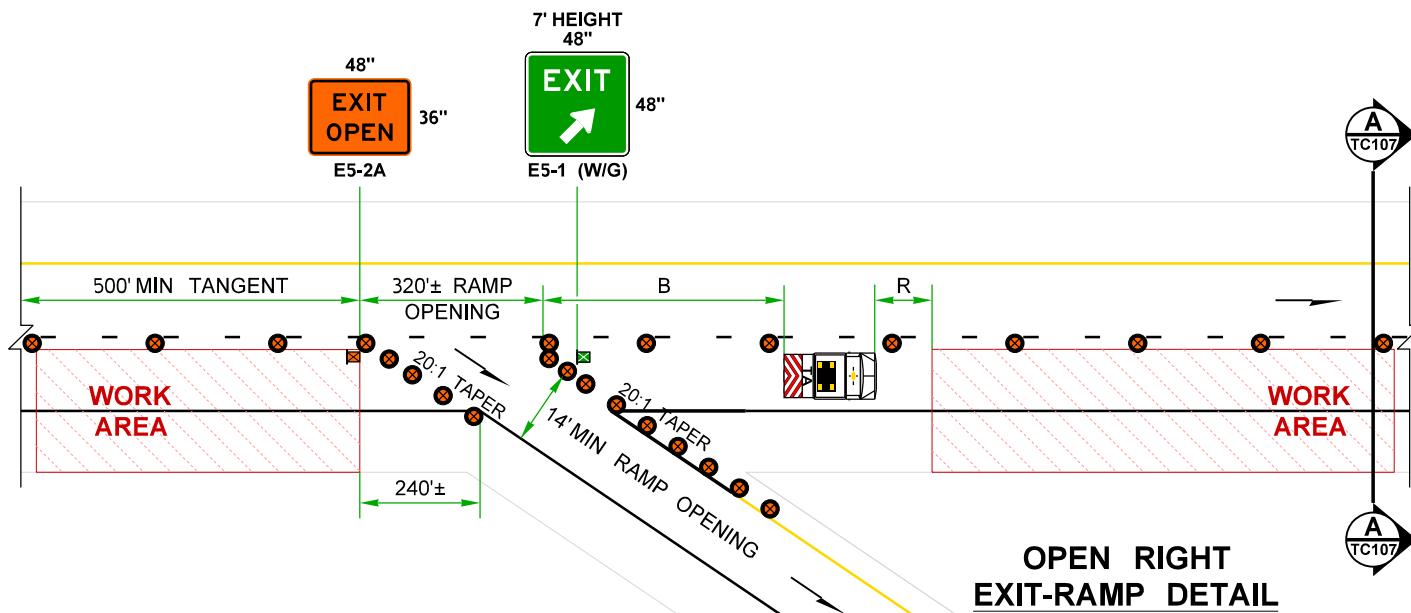 7' HEIGHT
48"
48"
EXIT
OPEN
36"
E5-2A
EXIT
48"
E5-1 (W/G)
A
TC107
500' MIN TANGENT
320'± RAMP
OPENING
B
R
WORK
AREA
20:1 TAPER
14' MIN RAMP OPENING
20:1 TAPER
TA
WORK
AREA
240'±
A
TC107
OPEN RIGHT
EXIT-RAMP DETAIL